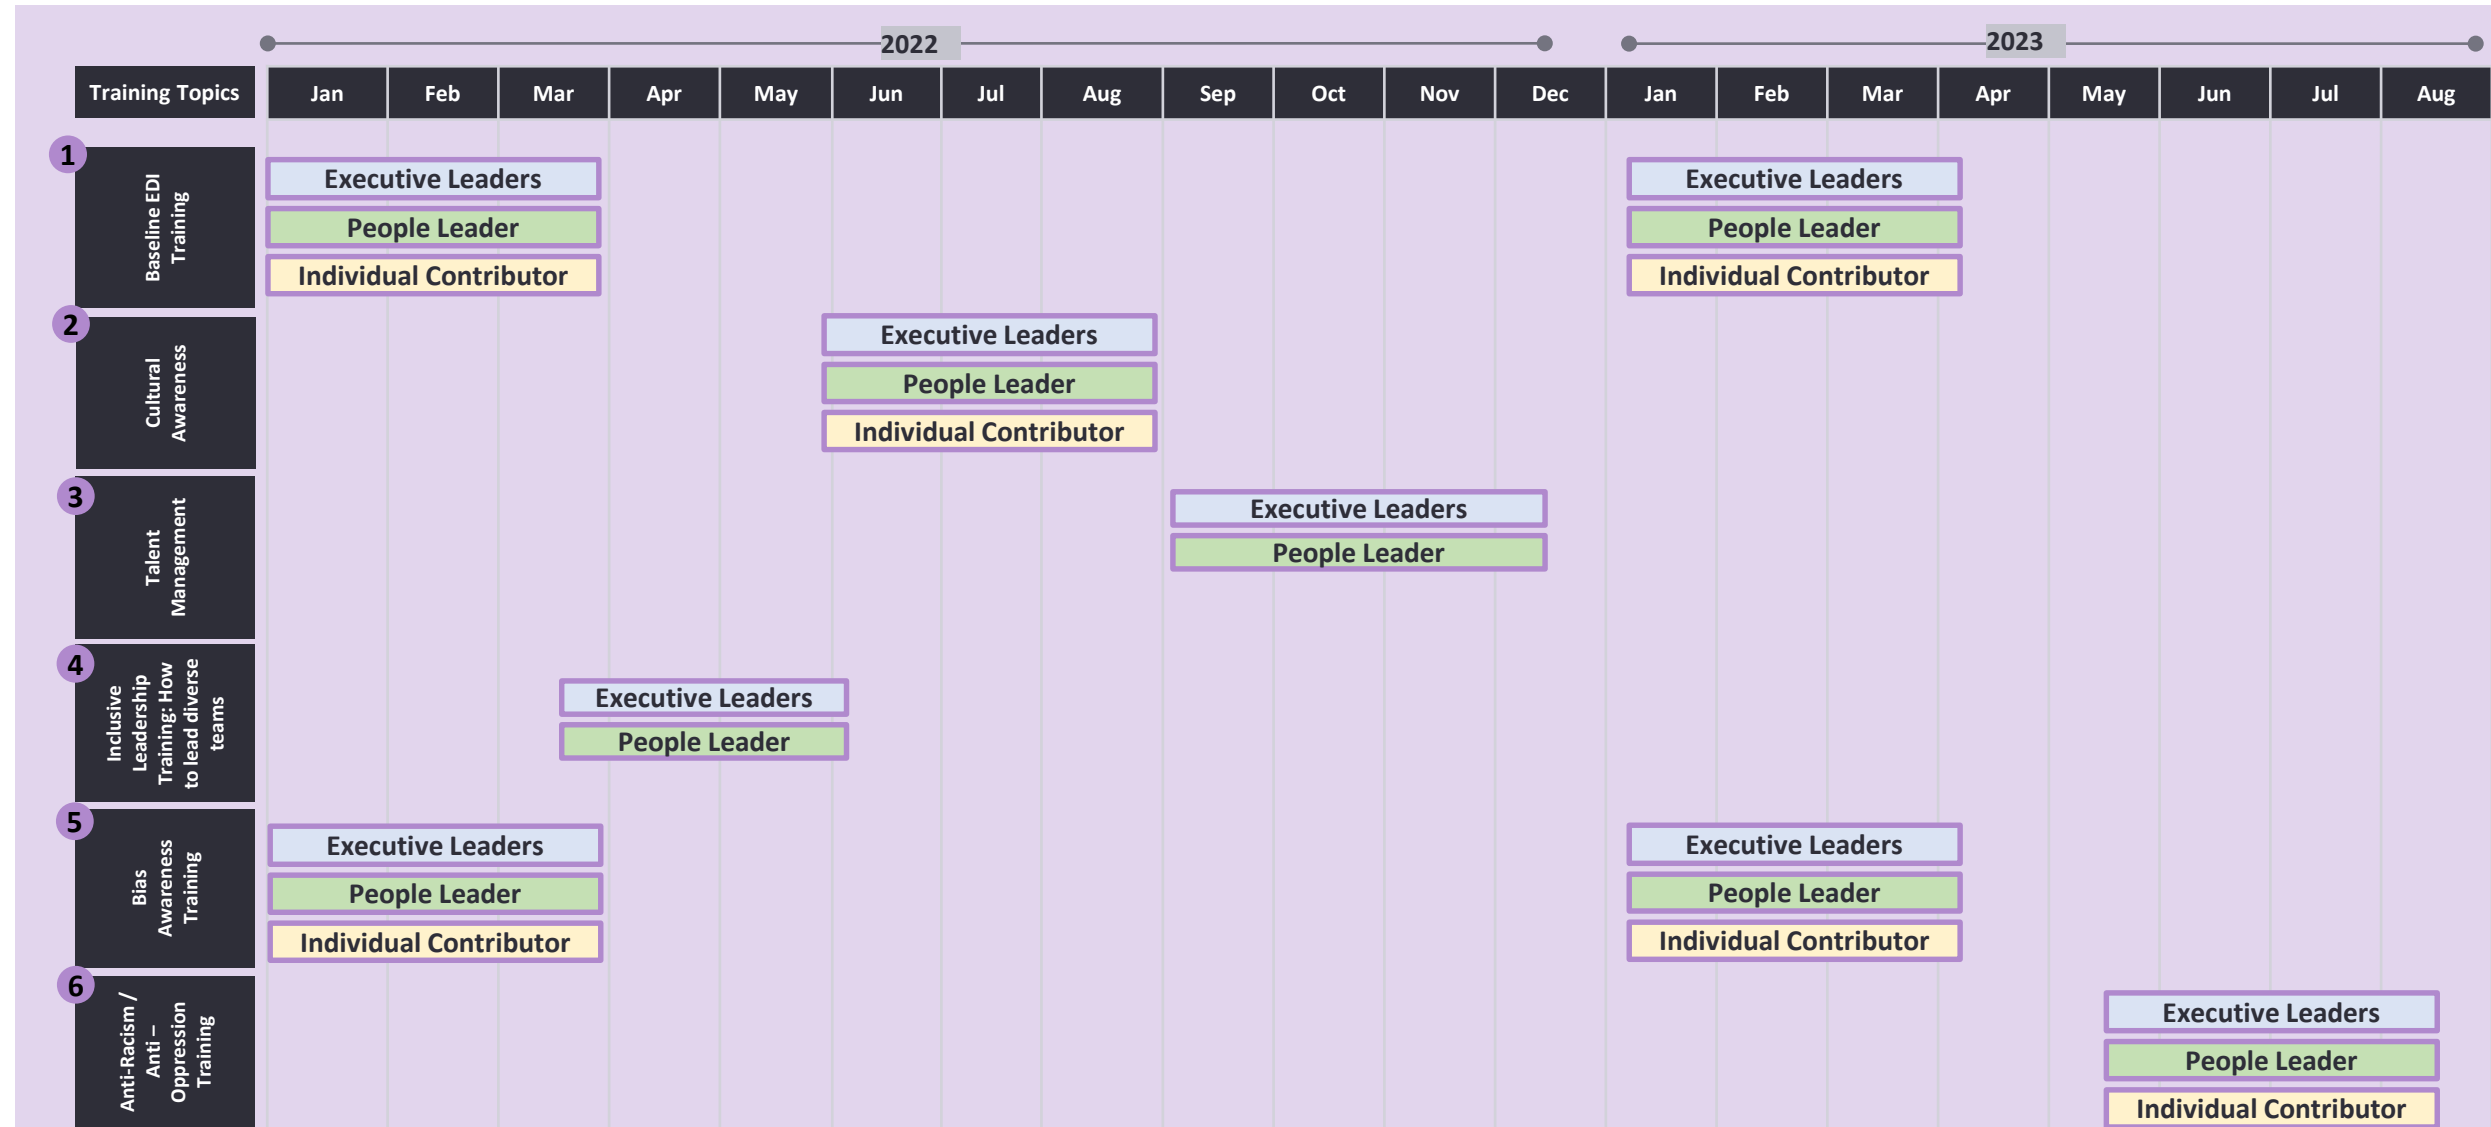 2022
2023
Training Topics
Jan
Feb
Mar
Apr
May
Jun
Jul
Aug
Sep
Oct
Nov
Dec
Jan
Feb
Mar
Apr
May
Jun
Jul
Aug
1
Baseline EDI
Training
Executive Leaders
People Leader
Individual Contributor
Executive Leaders
People Leader
Individual Contributor
2
Cultural
Awareness
Executive Leaders
People Leader
Individual Contributor
3
Talent
Management
Executive Leaders
People Leader
4
Inclusive
Leadership
Training: How
to lead diverse
teams
Executive Leaders
People Leader
5
Bias
Awareness
Training
Executive Leaders
People Leader
Individual Contributor
Executive Leaders
People Leader
Individual Contributor
6
Anti-Racism /
Anti –
Oppression
Training
Executive Leaders
People Leader
Individual Contributor